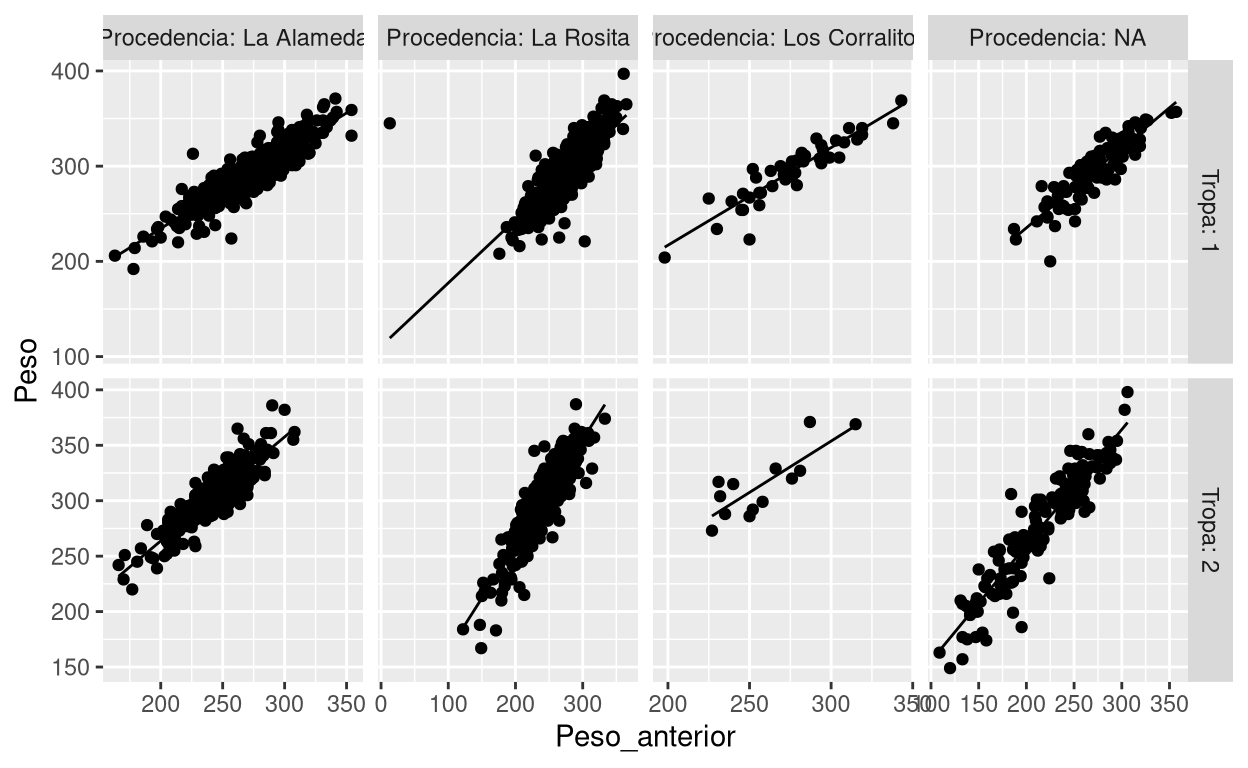 Procedencia: La Alameda
Procedencia: La Rosita
rocedencia: Los Corralito
Procedencia: NA
400
300
200
100
Tropa: 1
Peso
400
350
300
250
200
150
Tropa: 2
200 250 300 350
0 100 200 300
200 250 300 350
100 150 200 250 300 350
Peso_anterior